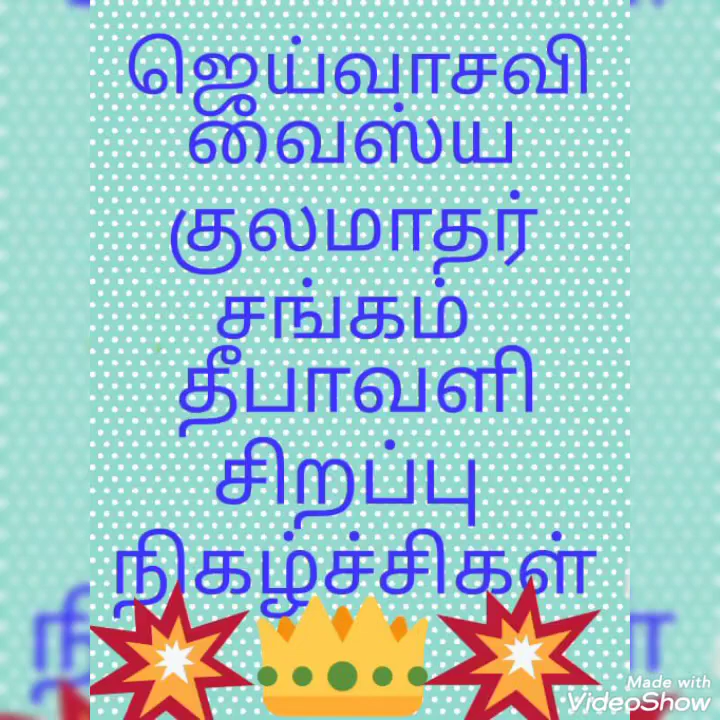 ஜெய்வாசவி
வைஸ்ய
குலமாதர்
சங்கம்
தீபாவளி
சிறப்பு
நிகழ்ச்சிகள்
Made with
VideoShow